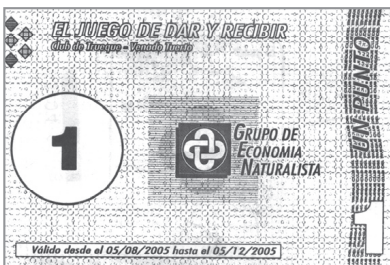 EL JUEGO DE DAR Y RECIBIR
Club de Trueque - Venado Tuerto
UN PUNTO
1
GRUPO DE
ECONOMIA
NATURALISTA
1
Válido desde el 05/08/2005 hasta el 05/12/2005